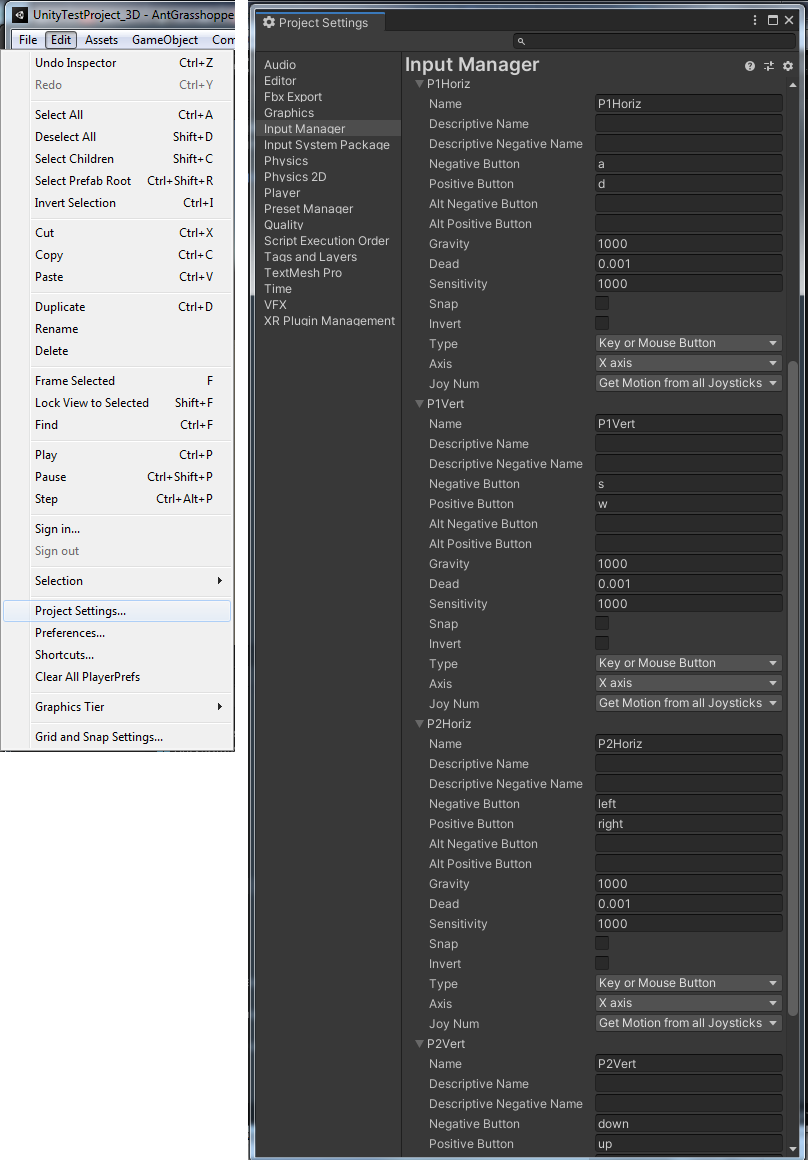 UnityTestProject_3D - AntGrasshoppe
File Edit Assets GameObject Com
Undo Inspector Ctrl+Z
Redo Ctrl+Y
Select All Ctrl+A
Deselect All Shift+D
Select Children Shift+C
Select Prefab Root Ctrl+Shift+R
Invert Selection Ctrl+I
Cut Ctrl+X
Copy Ctrl+C
Paste Ctrl+V
Duplicate Ctrl+D
Rename
Delete
Frame Selected F
Lock View to Selected Shift+F
Find Ctrl+F
Play Ctrl+P
Pause Ctrl+Shift+P
Step Ctrl+Alt+P
Sign in...
Sign out
Selection
Project Settings...
Preferences...
Shortcuts...
Clear All PlayerPrefs
Graphics Tier
Grid and Snap Settings...
Project Settings
Audio
Editor
Fbx Export
Graphics
Input Manager
Input System Package
Physics
Physics 2D
Player
Preset Manager
Quality
Script Execution Order
Tags and Layers
TextMesh Pro
Time
VFX
XR Plugin Management
Input Manager
P1Horiz
Name P1Horiz
Descriptive Name
Descriptive Negative Name
Negative Button a
Positive Button d
Alt Negative Button
Alt Positive Button
Gravity 1000
Dead 0.001
Sensitivity 1000
Snap
Invert
Type Key or Mouse Button
Axis X axis
Joy Num Get Motion from all Joysticks
P1Vert
Name P1Vert
Descriptive Name
Descriptive Negative Name
Negative Button s
Positive Button w
Alt Negative Button
Alt Positive Button
Gravity 1000
Dead 0.001
Sensitivity 1000
Snap
Invert
Type Key or Mouse Button
Axis X axis
Joy Num Get Motion from all Joysticks
P2Horiz
Name P2Horiz
Descriptive Name
Descriptive Negative Name
Negative Button left
Positive Button right
Alt Negative Button
Alt Positive Button
Gravity 1000
Dead 0.001
Sensitivity 1000
Snap
Invert
Type Key or Mouse Button
Axis X axis
Joy Num Get Motion from all Joysticks
P2Vert
Name P2Vert
Descriptive Name
Descriptive Negative Name
Negative Button down
Positive Button up